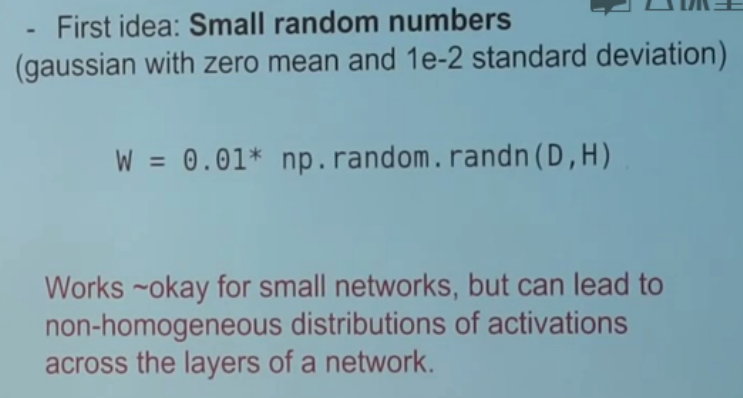 - First idea: Small random numbers
(gaussian with zero mean and 1e-2 standard deviation)
W = 0.01* np.random.randn(D,H)
Works ~okay for small networks, but can lead to
non-homogeneous distributions of activations
across the layers of a network.